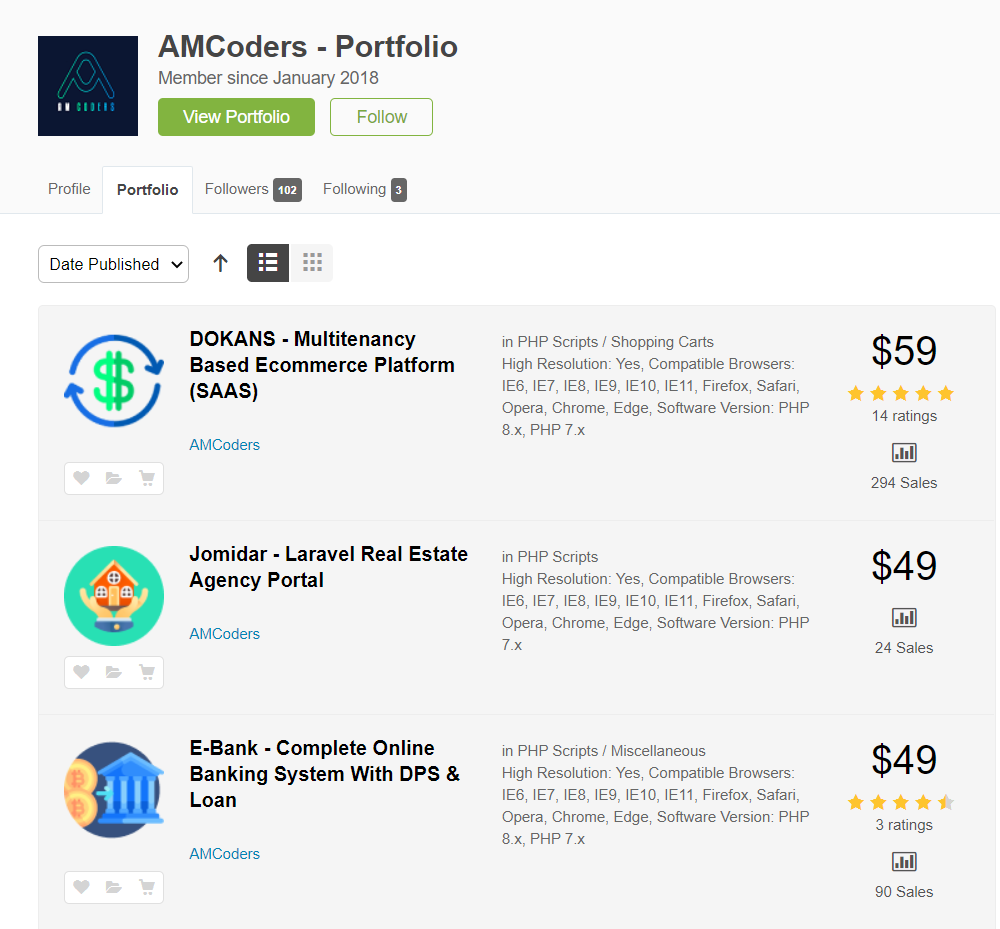 AMCoders - Portfolio
Member since January 2018
AM CODERS
View Portfolio
Follow
Profile
Portfolio
Followers 102
Following 3
Date Published
DOKANS - Multitenancy
Based Ecommerce Platform
(SAAS)
AMCoders
in PHP Scripts / Shopping Carts
High Resolution: Yes, Compatible Browsers:
IE6, IE7, IE8, IE9, IE10, IE11, Firefox, Safari,
Opera, Chrome, Edge, Software Version: PHP
8.x, PHP 7.x
$59
14 ratings
294 Sales
Jomidar - Laravel Real Estate
Agency Portal
AMCoders
in PHP Scripts
High Resolution: Yes, Compatible Browsers:
IE6, IE7, IE8, IE9, IE10, IE11, Firefox, Safari,
Opera, Chrome, Edge, Software Version: PHP
7.x
$49
24 Sales
E-Bank - Complete Online
Banking System With DPS &
Loan
AMCoders
in PHP Scripts / Miscellaneous
High Resolution: Yes, Compatible Browsers:
IE6, IE7, IE8, IE9, IE10, IE11, Firefox, Safari,
Opera, Chrome, Edge, Software Version: PHP
8.x, PHP 7.x
$49
3 ratings
90 Sales